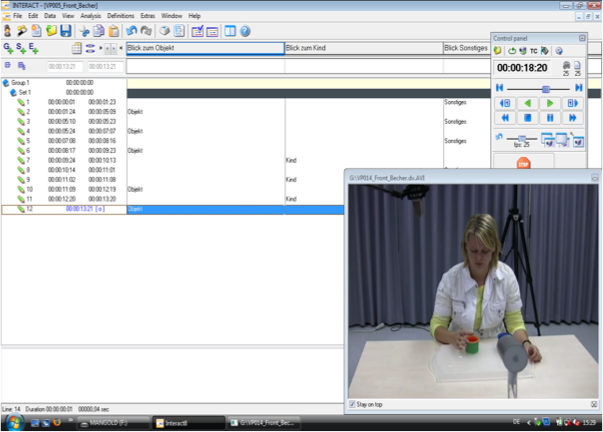 INTERACT - [VP005_Front_Becher]
File Edit Data View Analysis Definitions Extras Window Help
Control panel
G+ S+ E+
Blick zum Objekt Blick zum Kind Blick Sonstiges
TC
00:00:13:21 00:00:13:21
00:00:18:20 25 25
Group 1 00:00:00:00
Set 1 00:00:00:00
1 00:00:00:01 00:00:01:23 Sonstiges
2 00:00:01:24 00:00:05:09 Objekt
3 00:00:05:10 00:00:05:23 Sonstiges
4 00:00:05:24 00:00:07:07 Objekt
5 00:00:07:08 00:00:08:16 Sonstiges
6 00:00:08:17 00:00:09:23 Objekt
7 00:00:09:24 00:00:10:13 Kind
8 00:00:10:14 00:00:11:01 Sonstiges
9 00:00:11:02 00:00:11:08 Kind
10 00:00:11:09 00:00:12:19 Objekt
11 00:00:12:20 00:00:13:20 Kind
12 00:00:13:21 [o] Objekt
fps: 25
STOP
G:\VP014_Front_Becher.dv.AVI
Stay on top
Line: 14 Duration 00:00:00:01 00000,04 sec
MANGOLD (F:) Interact8 G:\VP014_Front_Bec... DE 15:29